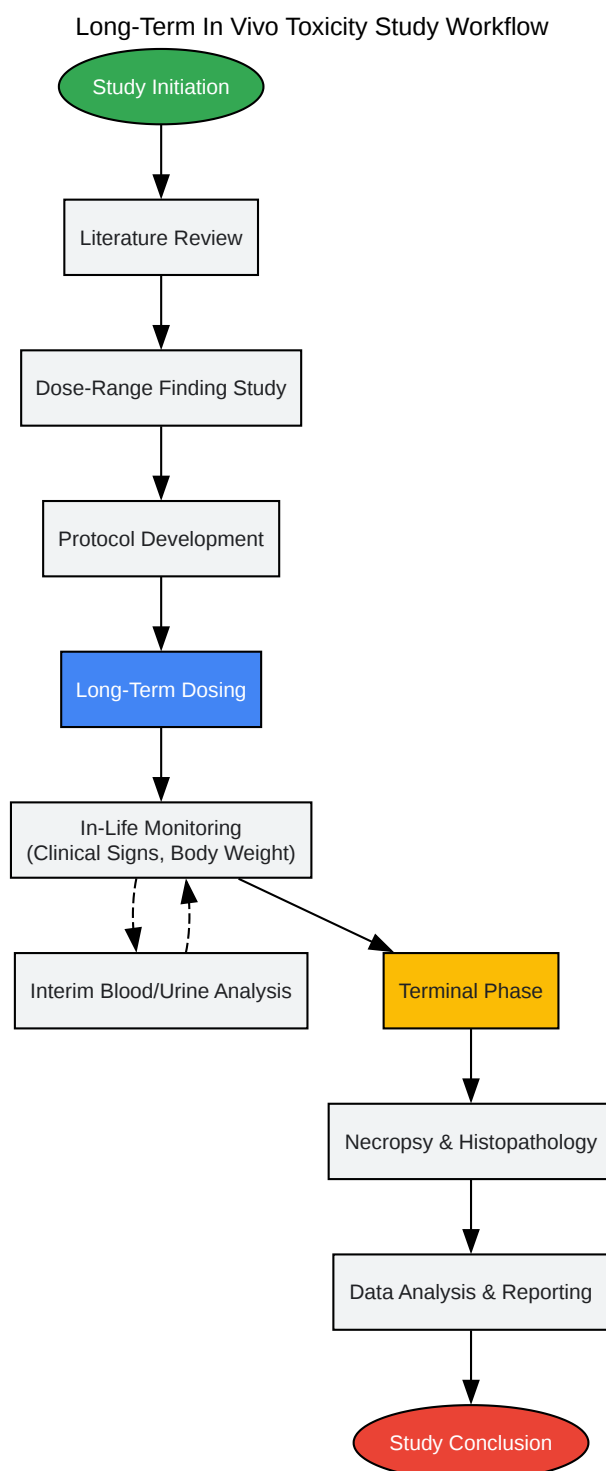 Long-Term In Vivo Toxicity Study Workflow
Study Initiation
Literature Review
Dose-Range Finding Study
Protocol Development
Long-Term Dosing
In-Life Monitoring
(Clinical Signs, Body Weight)
Interim Blood/Urine Analysis
Terminal Phase
Necropsy & Histopathology
Data Analysis & Reporting
Study Conclusion